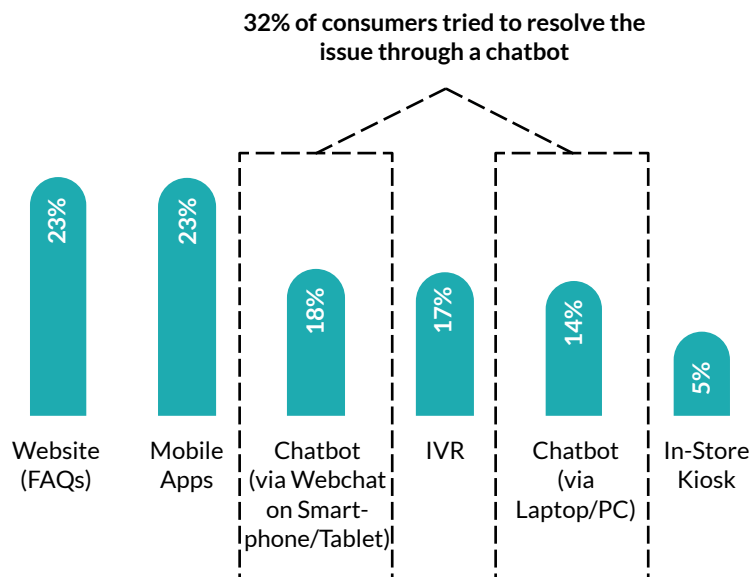 32% of consumers tried to resolve the
issue through a chatbot
23%
23%
18%
17%
14%
5%
Website
(FAQs)
Mobile
Apps
Chatbot
(via Webchat
on Smart-
phone/Tablet)
IVR
Chatbot
(via
Laptop/PC)
In-Store
Kiosk